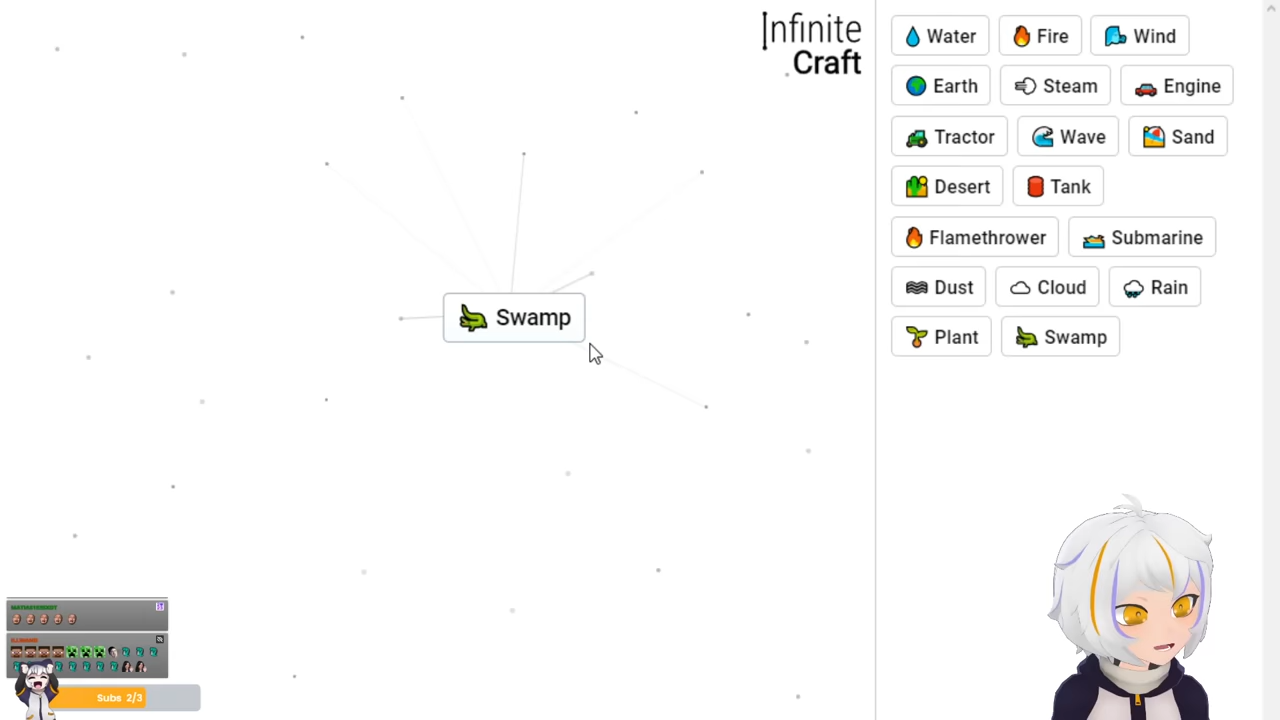 Infinite
Craft
💧 Water 🔥 Fire 🌬️ Wind
🌍 Earth 💨 Steam 🚗 Engine
🚜 Tractor 🌊 Wave 🏖️ Sand
🏜️ Desert 🛢️ Tank
🔥 Flamethrower 🚤 Submarine
🌫️ Dust ☁️ Cloud 🌧️ Rain
🌱 Plant 🐊 Swamp
🐊 Swamp
Subs 2/3